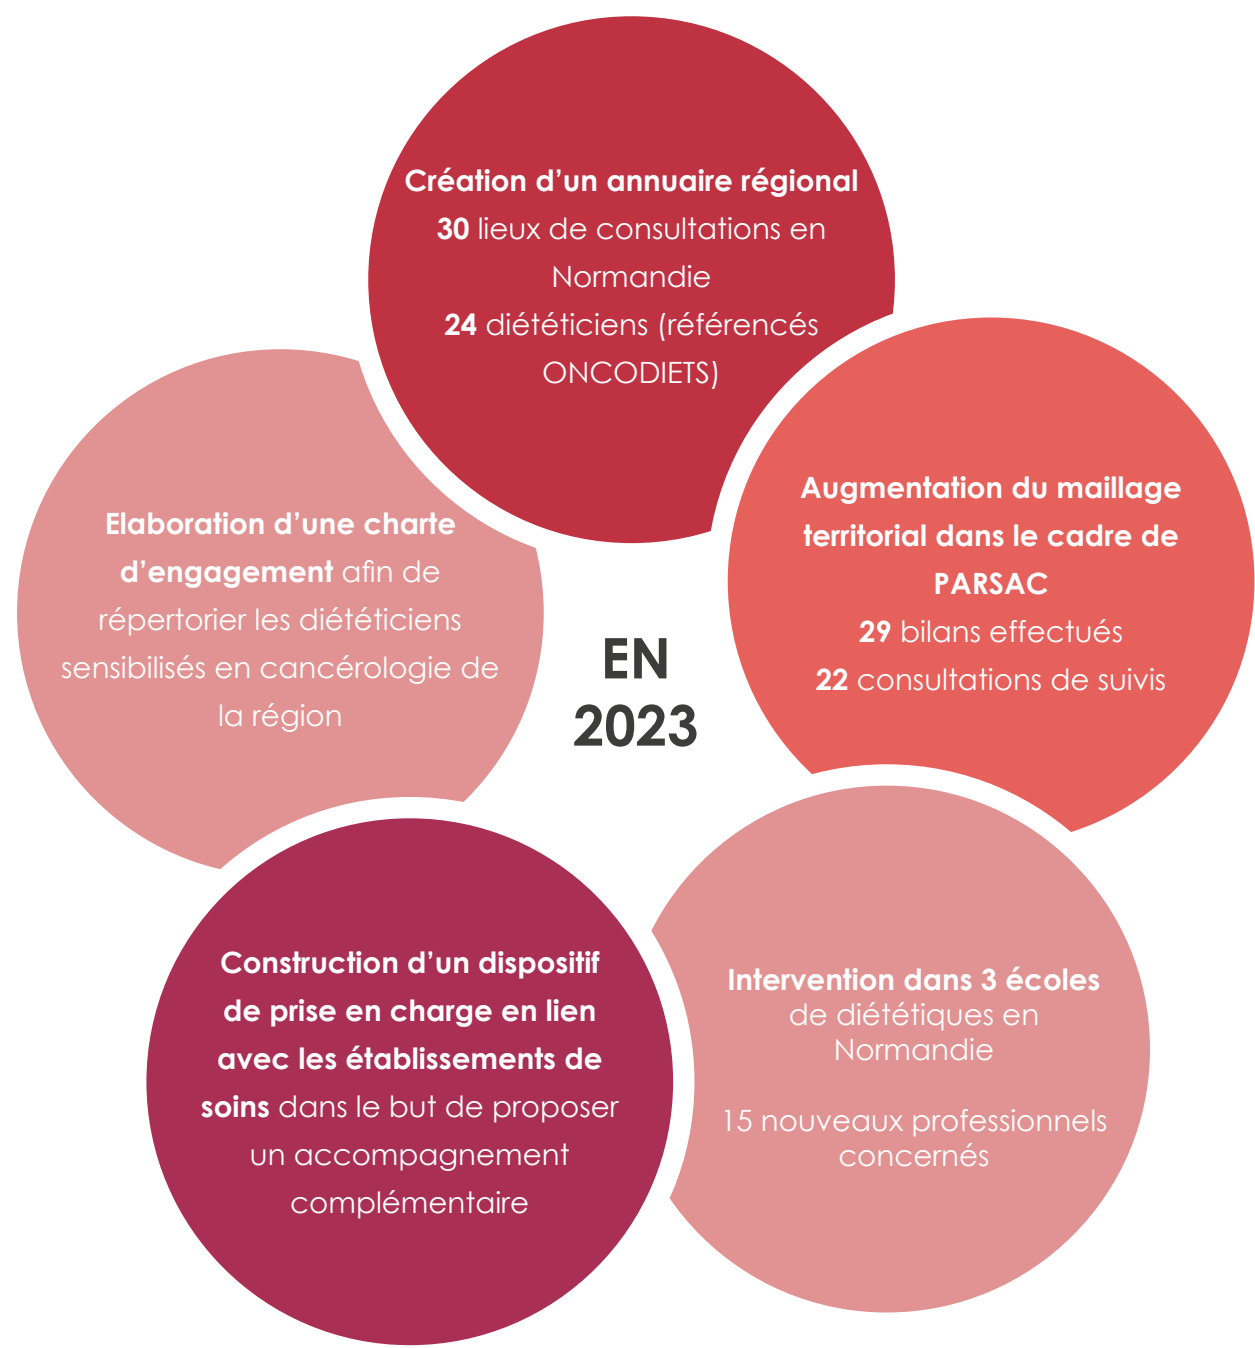 Création d’un annuaire régional
30 lieux de consultations en
Normandie
24 diététiciens (référencés
ONCODIETS)
Augmentation du maillage
territorial dans le cadre de
PARSAC
29 bilans effectués
22 consultations de suivis
Intervention dans 3 écoles
de diététiques en
Normandie
15 nouveaux professionnels
concernés
Construction d’un dispositif
de prise en charge en lien
avec les établissements de
soins dans le but de proposer
un accompagnement
complémentaire
Elaboration d’une charte
d’engagement afin de
répertorier les diététiciens
sensibilisés en cancérologie de
la région
EN
2023